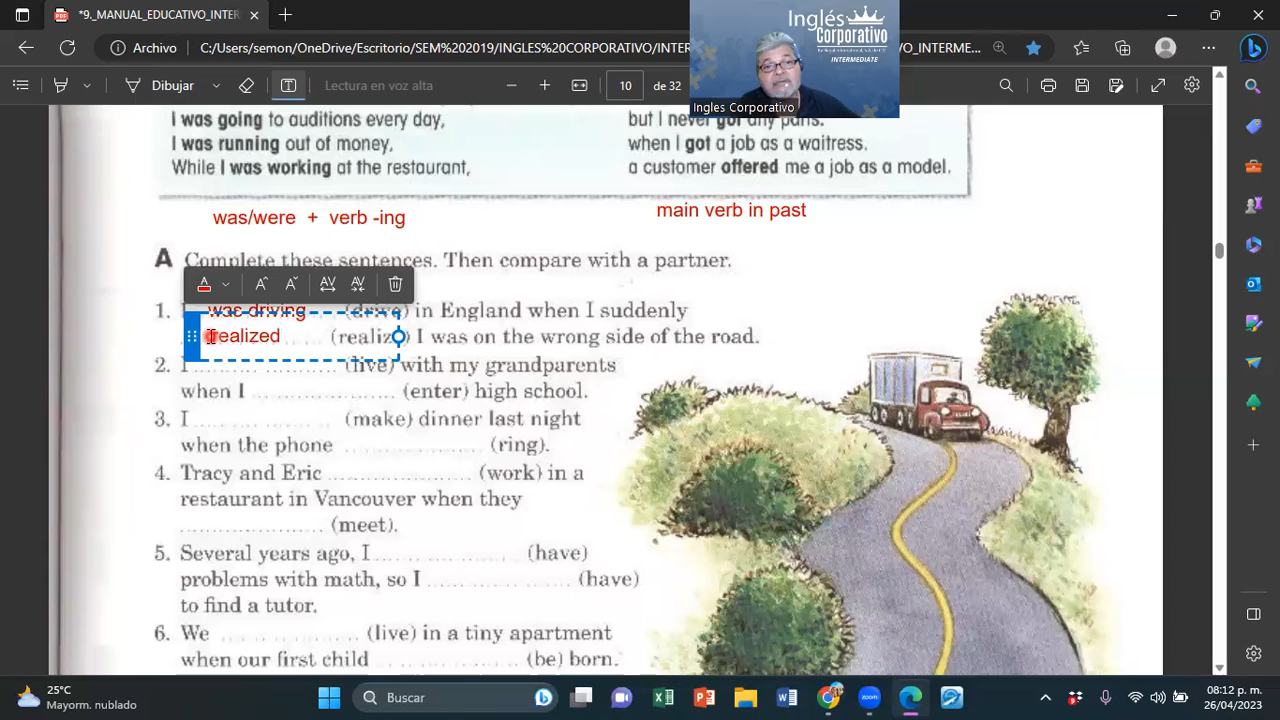 *9_MANUAL_EDUCATIVO_INTERME
Archivo
C:/Users/semon/OneDrive/Escritorio/SEM%202019/INGLES%20CORPORATIVO/INTER
VO_INTERME...
Dibujar
Lectura en voz alta
10
de 32
Inglés
Corporativo
INTERMEDIATE
Ingles Corporativo
I was going to auditions every day,
but I never got any parts.
I was running out of money,
when I got a job as a waitress.
While I was working at the restaurant,
a customer offered me a job as a model.
was/were + verb -ing
main verb in past
A Complete these sentences. Then compare with a partner.
1. I was driving (drive) in England when I suddenly
realized (realize) I was on the wrong side of the road.
2. I (live) with my grandparents
when I (enter) high school.
3. I (make) dinner last night
when the phone (ring).
4. Tracy and Eric (work) in a
restaurant in Vancouver when they
(meet).
5. Several years ago, I (have)
problems with math, so I (have)
to find a tutor.
6. We (live) in a tiny apartment
when our first child (be) born.
25°C
Mayorm. nublado
Buscar
08:12 p. m.
26/04/2023